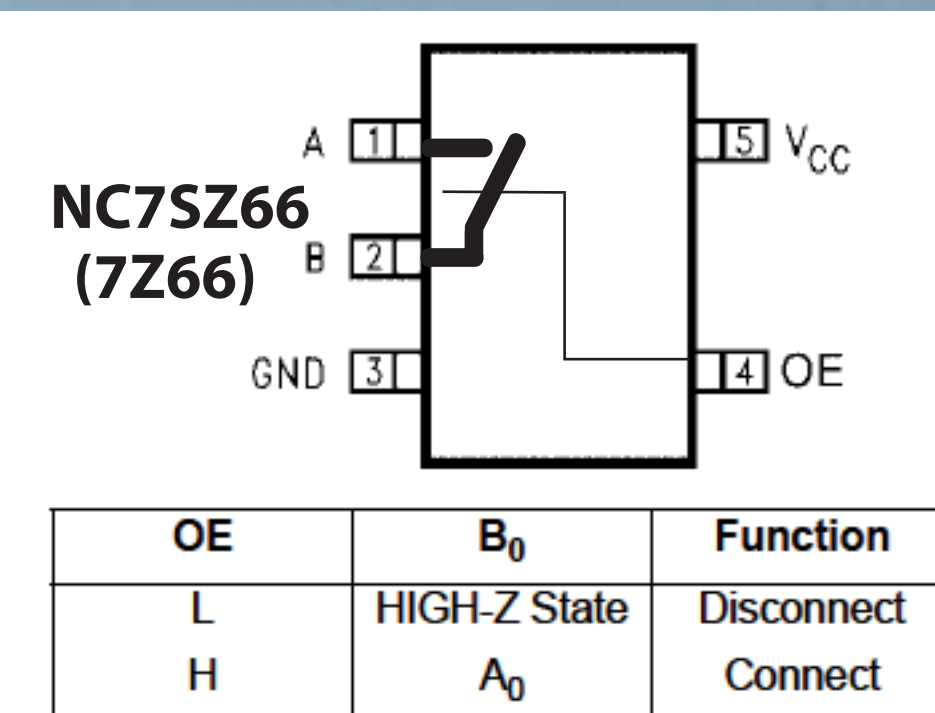 A 1 5 VCC
NC7SZ66
(7Z66)
B 2
GND 3 4 OE
OE B0 Function
L HIGH-Z State Disconnect
H A0 Connect